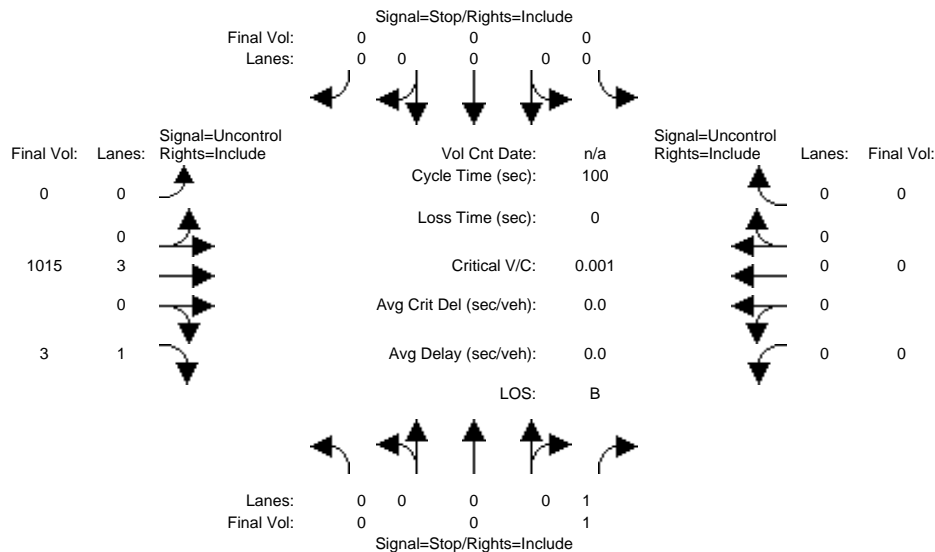 Signal=Stop/Rights=Include
Final Vol: 0 0 0
Lanes: 0 0 0 0 0
Signal=Uncontrol
Final Vol: Lanes: Rights=Include
Vol Cnt Date: n/a
Signal=Uncontrol
Rights=Include Lanes: Final Vol:
0 0 Cycle Time (sec): 100 0 0
0 Loss Time (sec): 0 0
1015 3 Critical V/C: 0.001 0 0
0 Avg Crit Del (sec/veh): 0.0 0
3 1 Avg Delay (sec/veh): 0.0 0 0
LOS: B
Lanes: 0 0 0 0 1
Final Vol: 0 0 1
Signal=Stop/Rights=Include